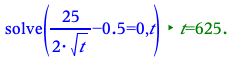 solve(25/(2·√t)−0.5=0,t) ▸ t=625.